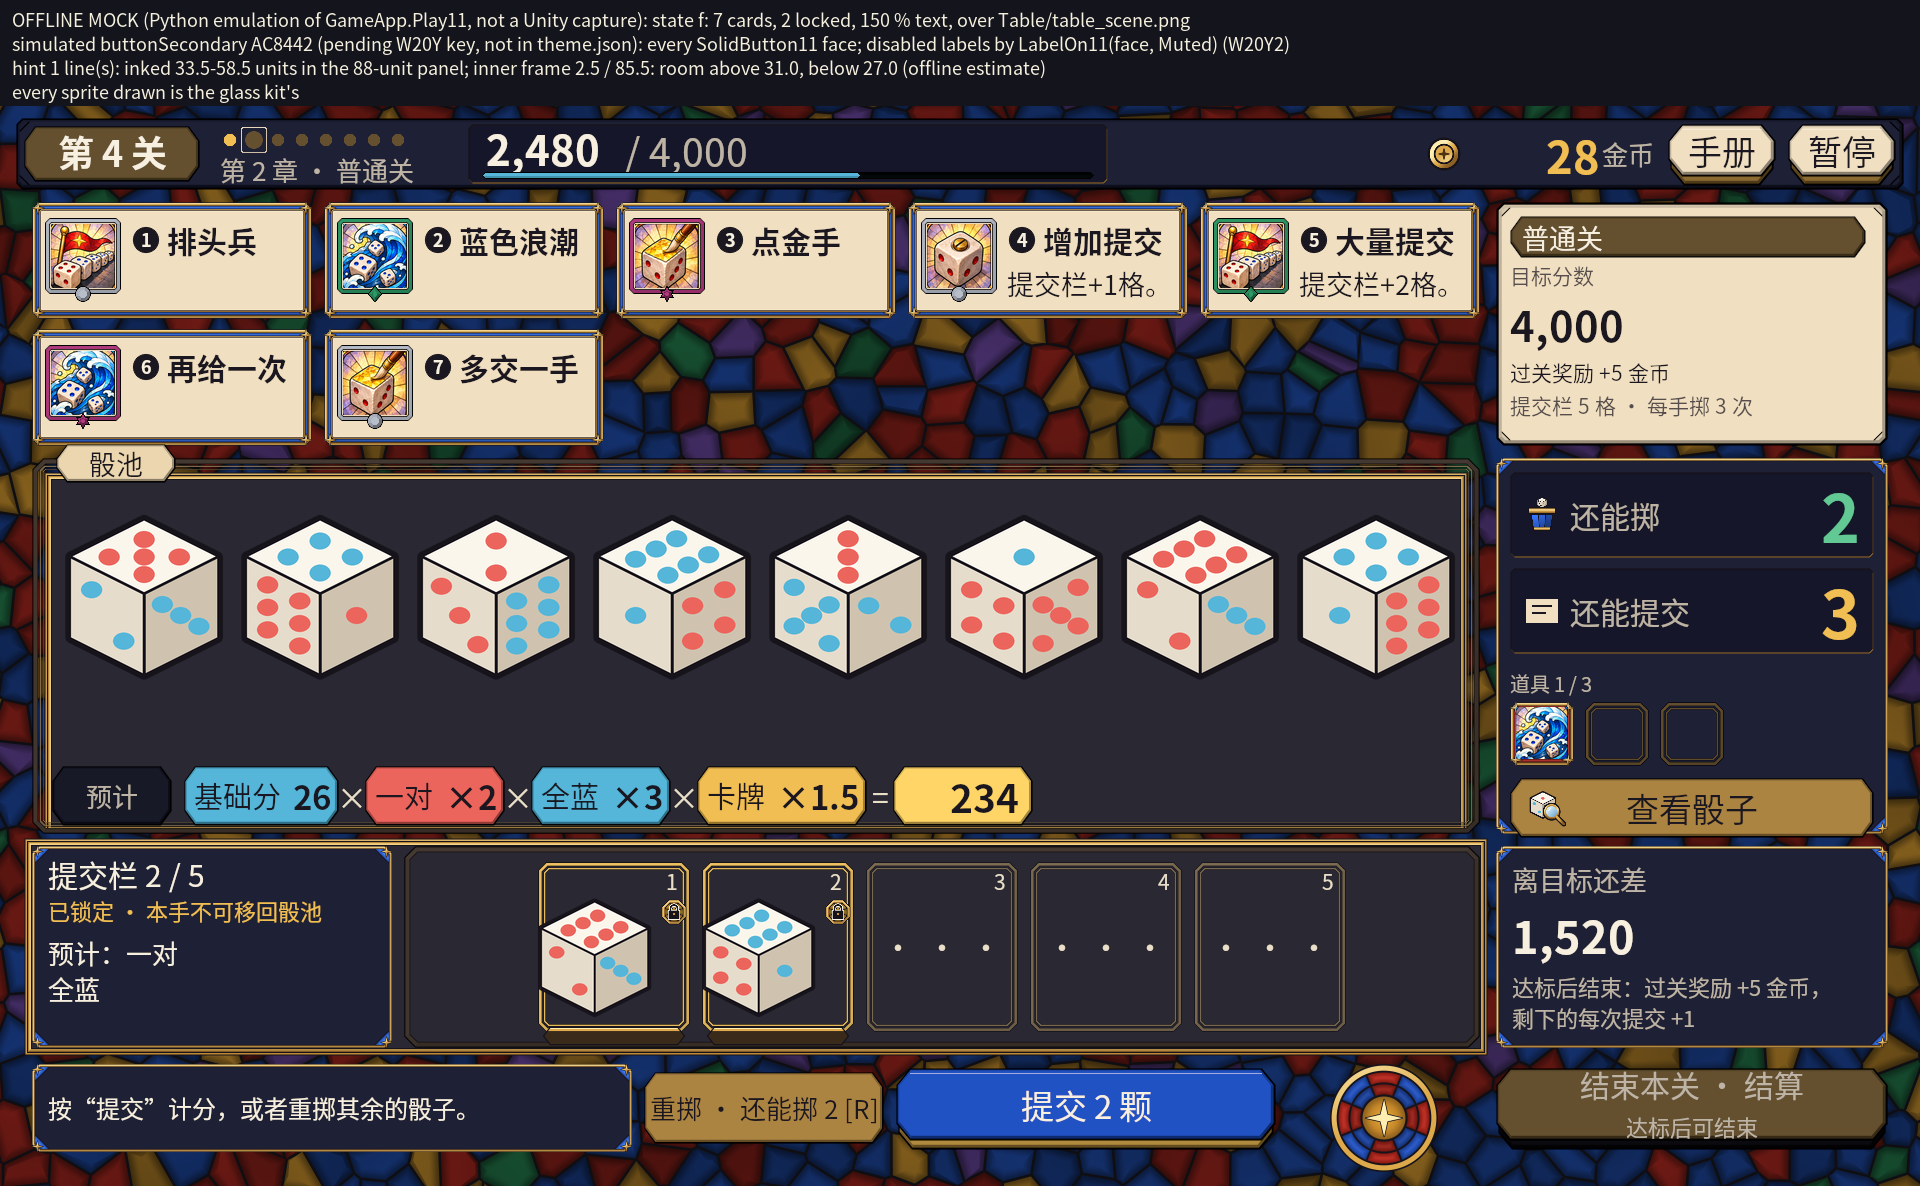 OFFLINE MOCK (Python emulation of GameApp.Play11, not a Unity capture): state f: 7 cards, 2 locked, 150 % text, over Table/table_scene.png
simulated buttonSecondary AC8442 (pending W20Y key, not in theme.json): every SolidButton11 face; disabled labels by LabelOn11(face, Muted) (W20Y2)
hint 1 line(s): inked 33.5-58.5 units in the 88-unit panel; inner frame 2.5 / 85.5: room above 31.0, below 27.0 (offline estimate)
every sprite drawn is the glass kit's
第 4 关
第 2 章 · 普通关
2,480 / 4,000
28 金币
手册
暂停
1 排头兵
2 蓝色浪潮
3 点金手
4 增加提交
提交栏+1格。
5 大量提交
提交栏+2格。
6 再给一次
7 多交一手
普通关
目标分数
4,000
过关奖励 +5 金币
提交栏 5 格 · 每手掷 3 次
骰池
还能掷 2
还能提交 3
道具 1 / 3
查看骰子
预计 基础分 26 × 一对 ×2 × 全蓝 ×3 × 卡牌 ×1.5 = 234
提交栏 2 / 5
已锁定 · 本手不可移回骰池
预计：一对
全蓝
1
2
3
4
5
离目标还差
1,520
达标后结束：过关奖励 +5 金币，
剩下的每次提交 +1
按“提交”计分，或者重掷其余的骰子。
重掷 · 还能掷 2 [R]
提交 2 颗
结束本关 · 结算
达标后可结束